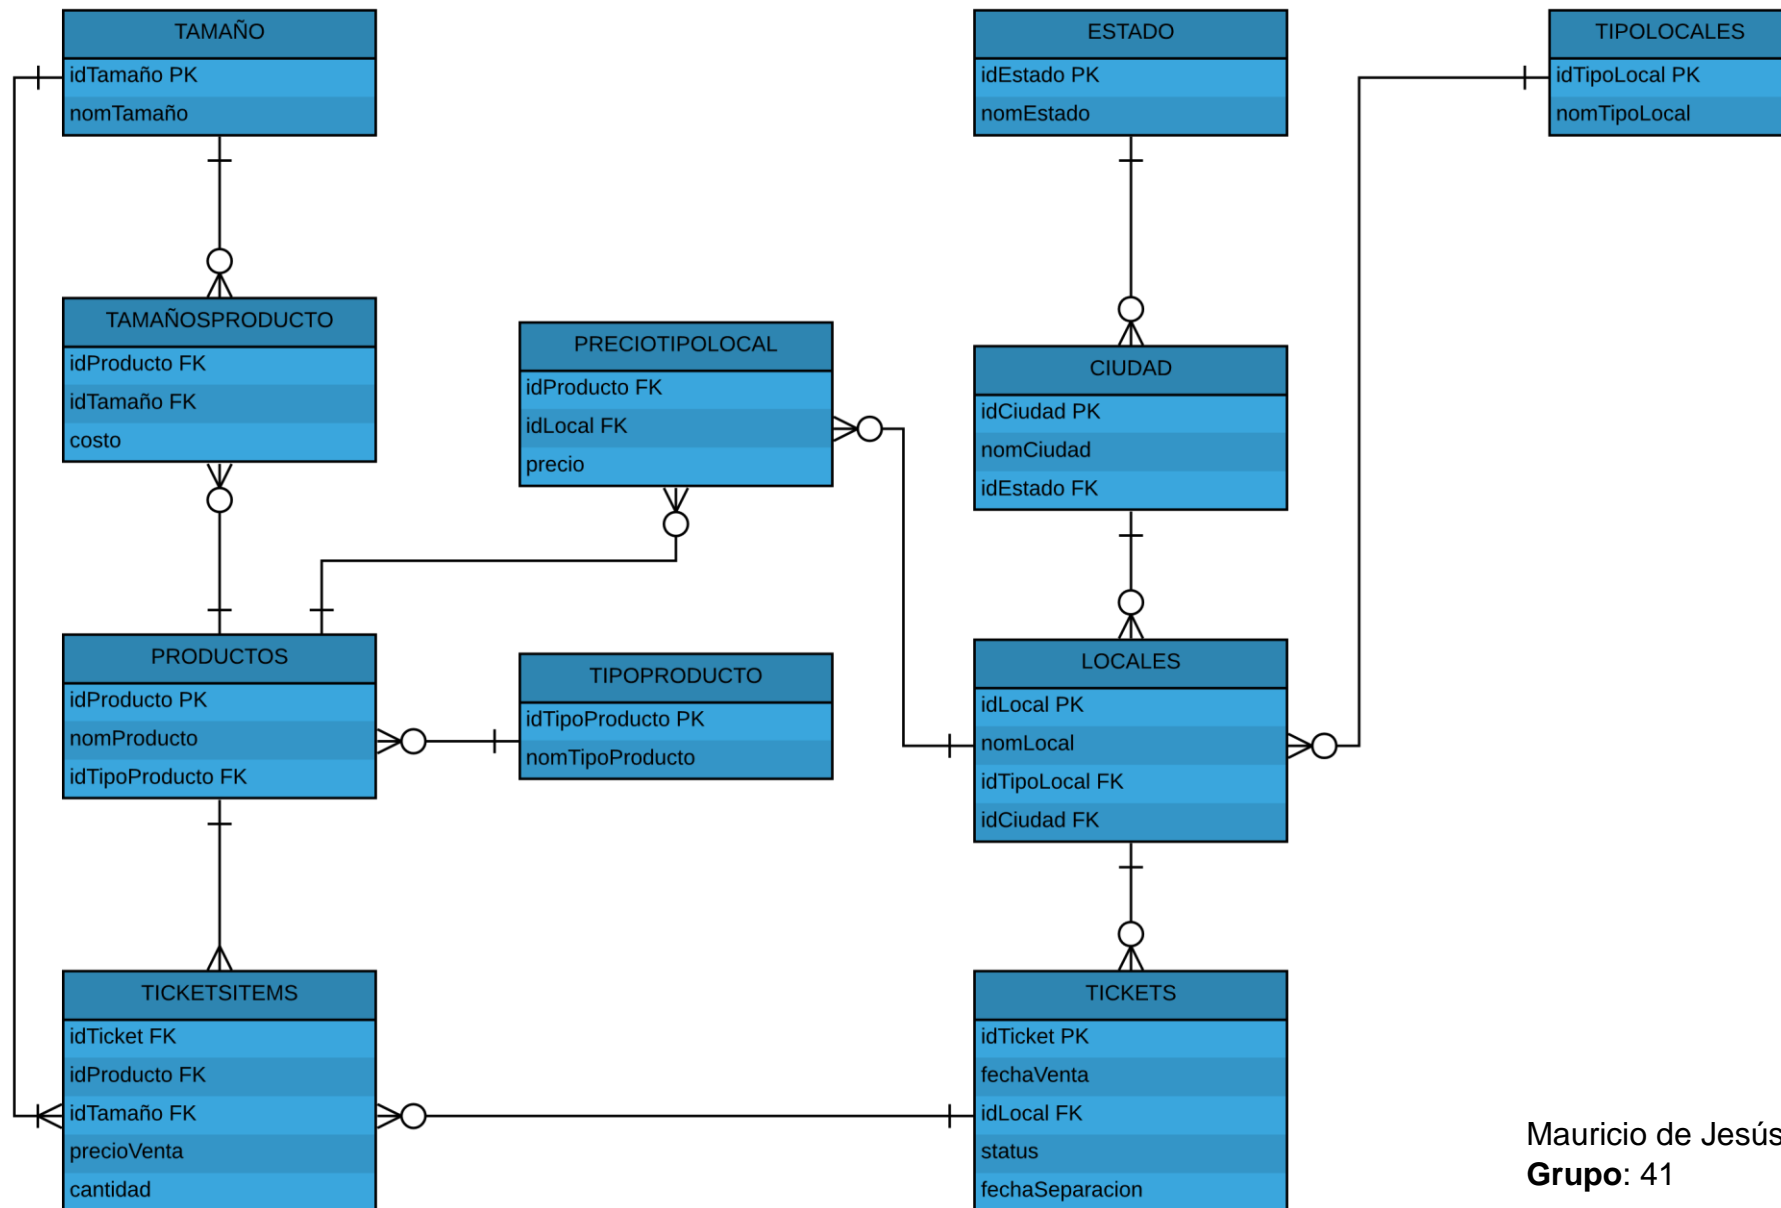 TAMAÑO
idTamaño PK
nomTamaño
ESTADO
idEstado PK
nomEstado
TIPOLOCALES
idTipoLocal PK
nomTipoLocal
TAMAÑOSPRODUCTO
idProducto FK
idTamaño FK
costo
PRECIOTIPOLOCAL
idProducto FK
idLocal FK
precio
CIUDAD
idCiudad PK
nomCiudad
idEstado FK
PRODUCTOS
idProducto PK
nomProducto
idTipoProducto FK
TIPOPRODUCTO
idTipoProducto PK
nomTipoProducto
LOCALES
idLocal PK
nomLocal
idTipoLocal FK
idCiudad FK
TICKETSITEMS
idTicket FK
idProducto FK
idTamaño FK
precioVenta
cantidad
TICKETS
idTicket PK
fechaVenta
idLocal FK
status
fechaSeparacion
Mauricio de Jesús
Grupo: 41